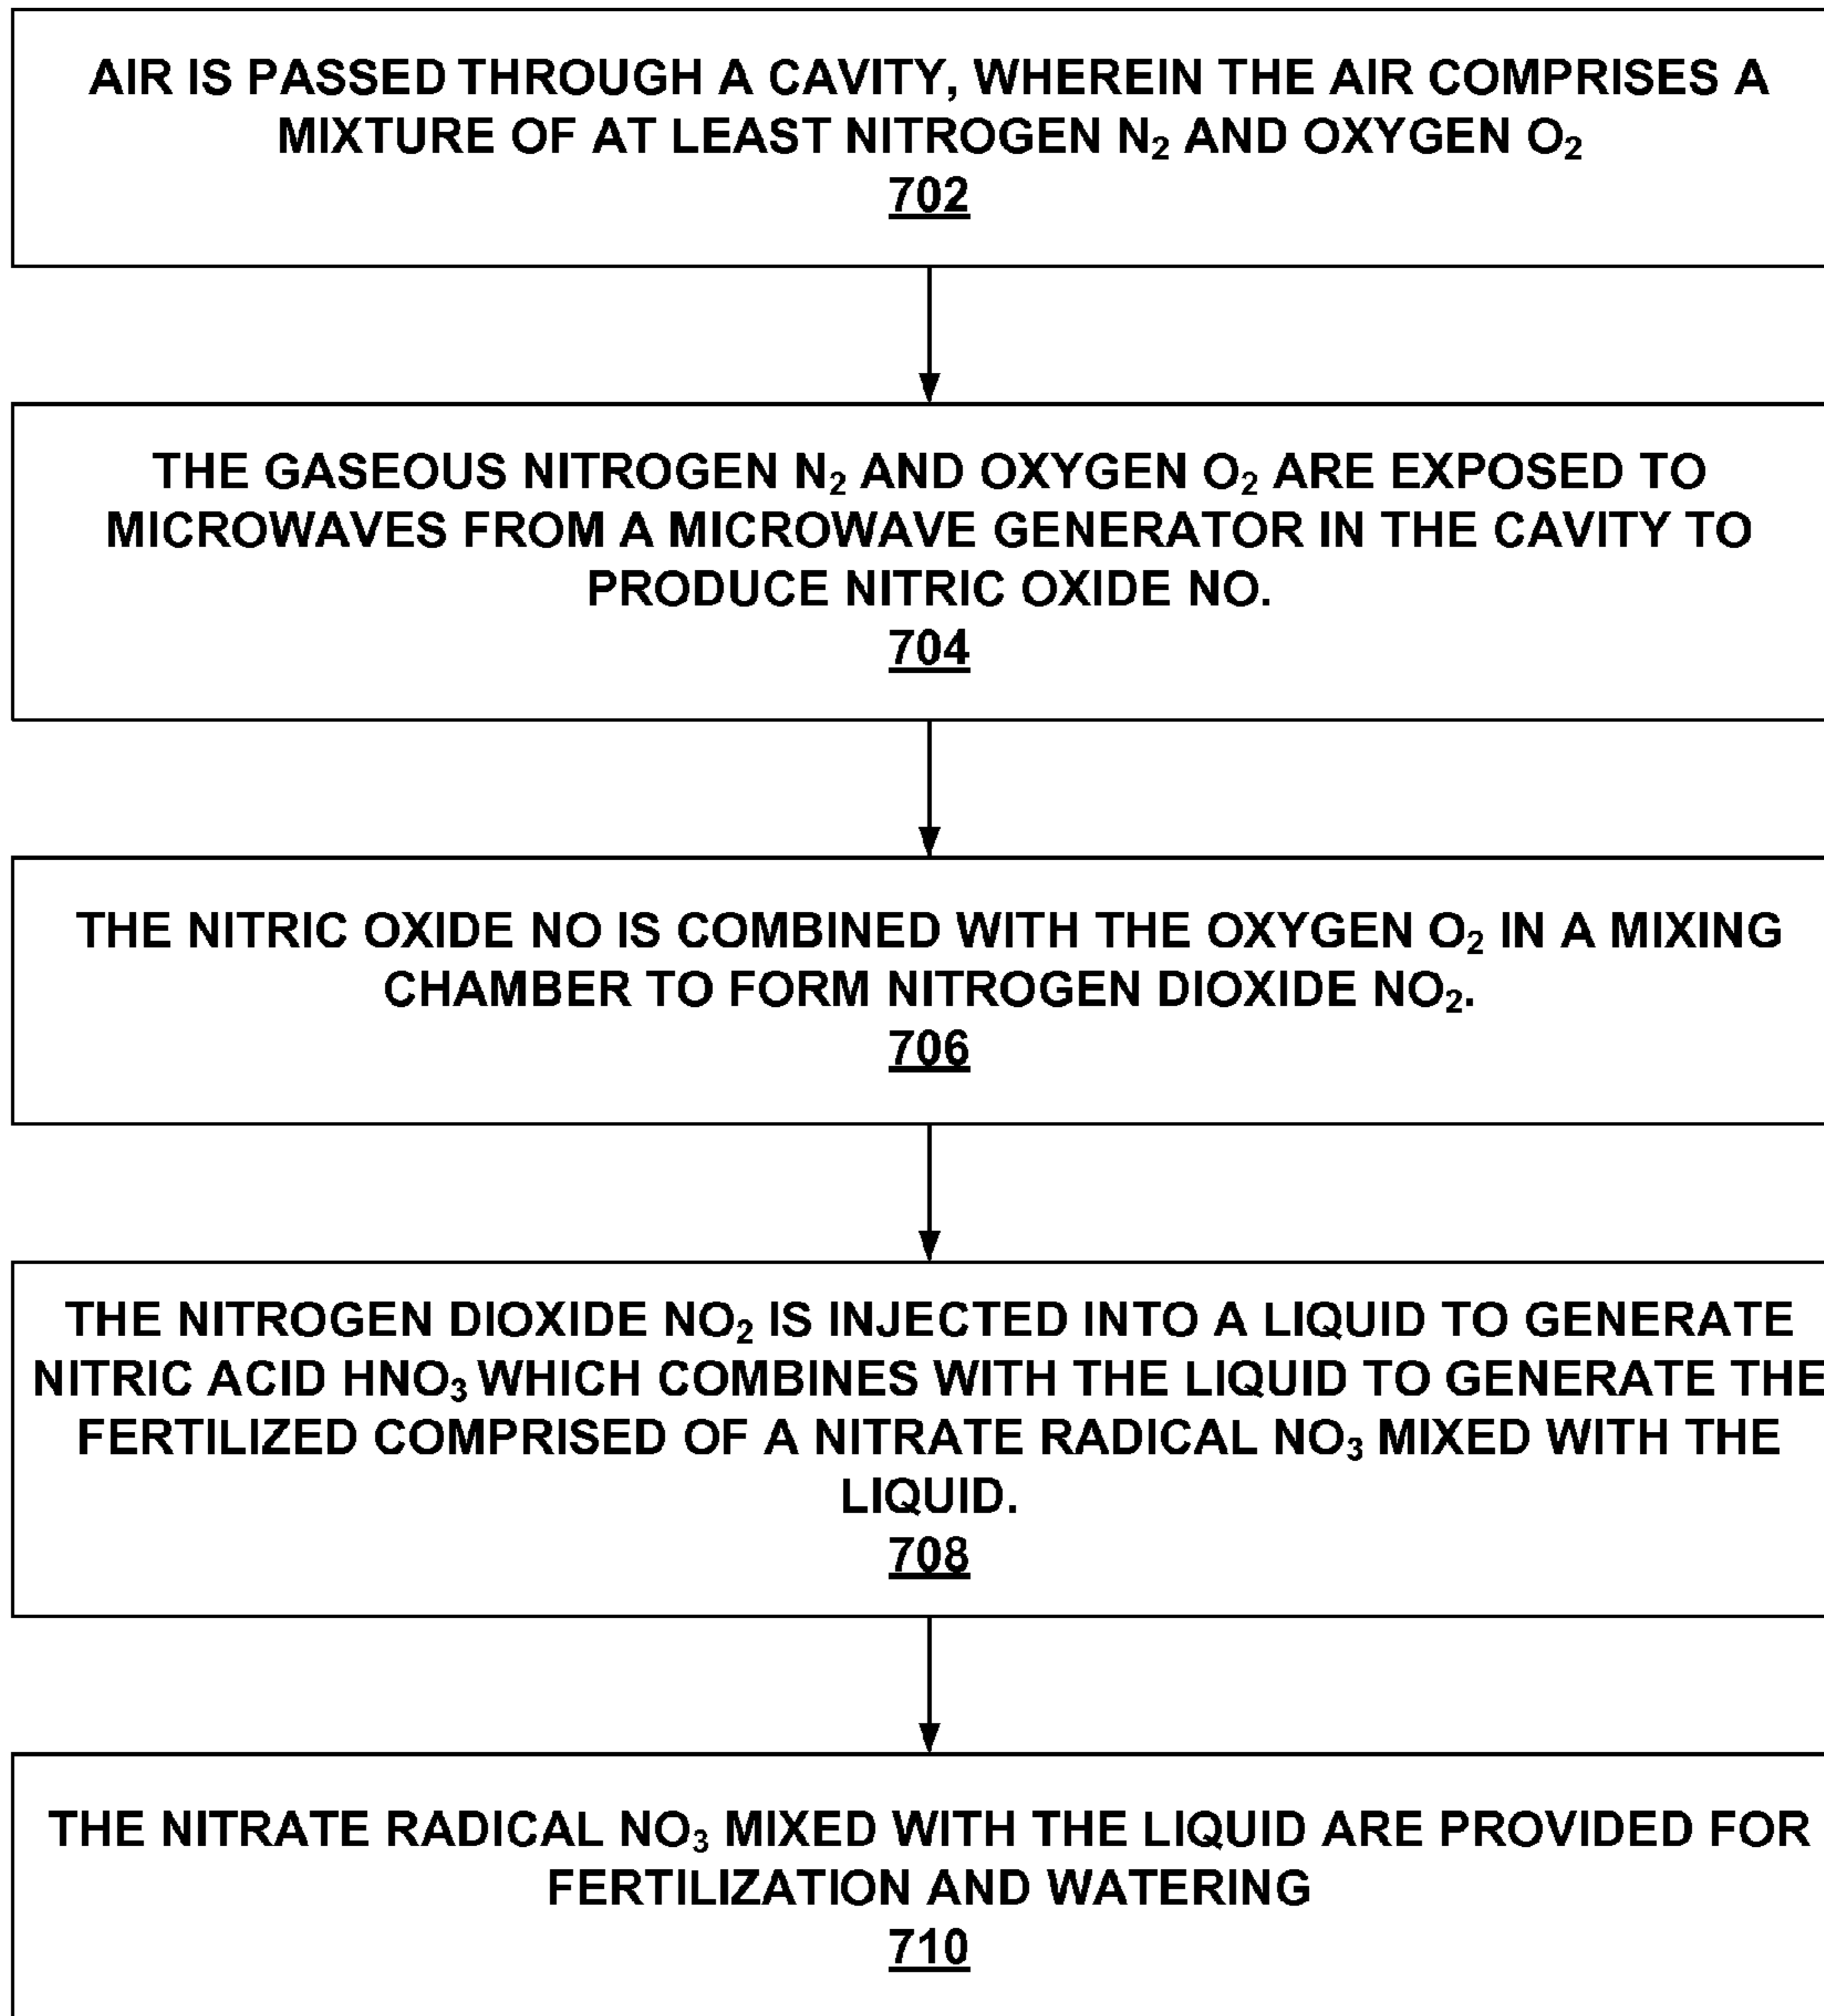 AIR IS PASSED THROUGH A CAVITY, WHEREIN THE AIR COMPRISES A
MIXTURE OF AT LEAST NITROGEN N₂ AND OXYGEN O₂
702
THE GASEOUS NITROGEN N₂ AND OXYGEN O₂ ARE EXPOSED TO
MICROWAVES FROM A MICROWAVE GENERATOR IN THE CAVITY TO
PRODUCE NITRIC OXIDE NO.
704
THE NITRIC OXIDE NO IS COMBINED WITH THE OXYGEN O₂ IN A MIXING
CHAMBER TO FORM NITROGEN DIOXIDE NO₂.
706
THE NITROGEN DIOXIDE NO₂ IS INJECTED INTO A LIQUID TO GENERATE
NITRIC ACID HNO₃ WHICH COMBINES WITH THE LIQUID TO GENERATE THE
FERTILIZED COMPRISED OF A NITRATE RADICAL NO₃ MIXED WITH THE
LIQUID.
708
THE NITRATE RADICAL NO₃ MIXED WITH THE LIQUID ARE PROVIDED FOR
FERTILIZATION AND WATERING
710